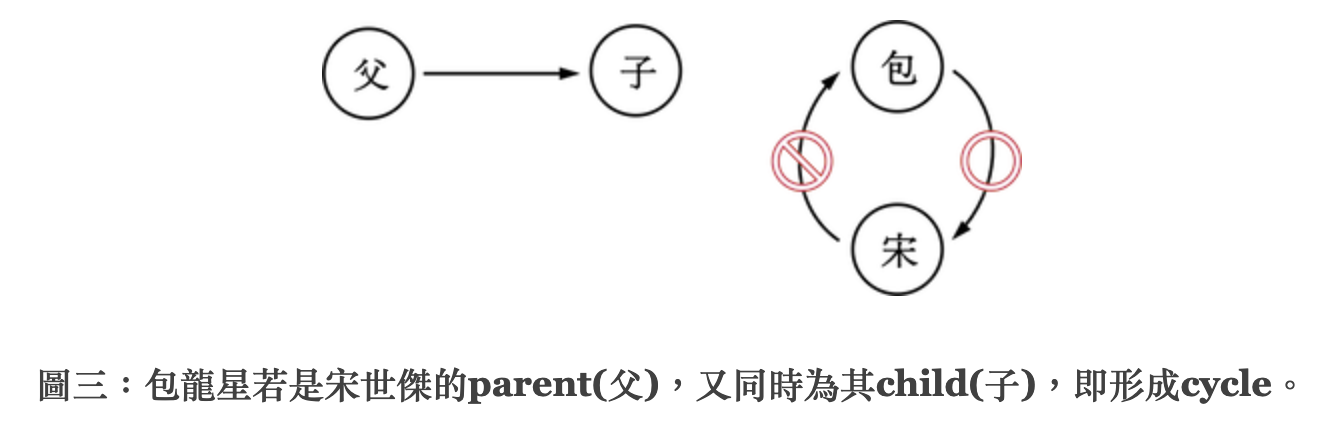 父
子
包
宋
圖三：包龍星若是宋世傑的parent(父)，又同時為其child(子)，即形成cycle。